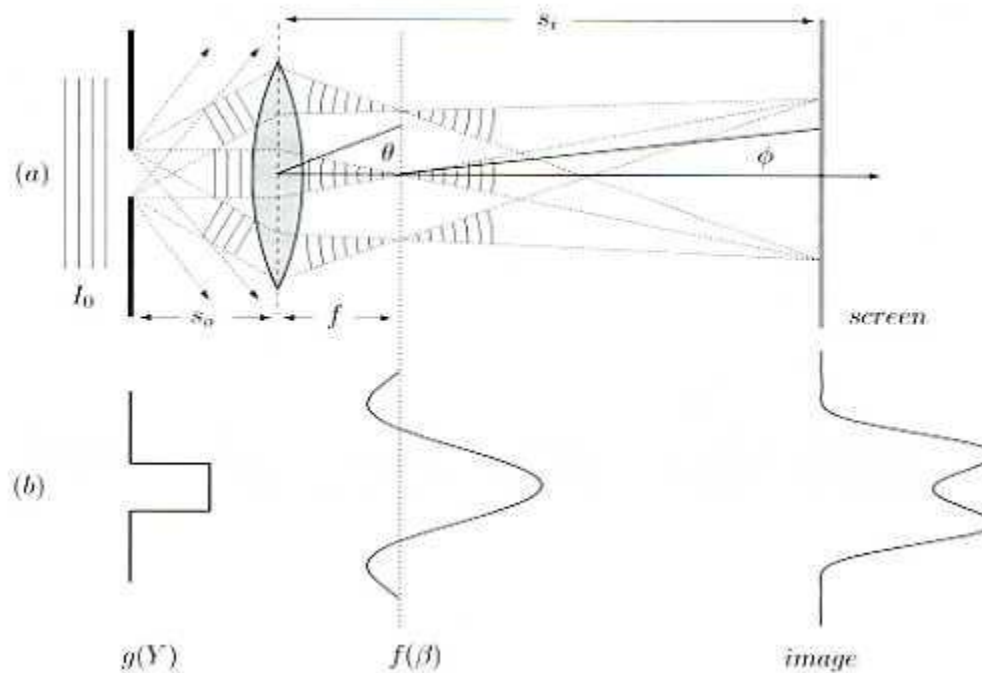 s_i
(a)
θ
ϕ
I_0
s_o
f
screen
(b)
g(Y)
f(β)
image